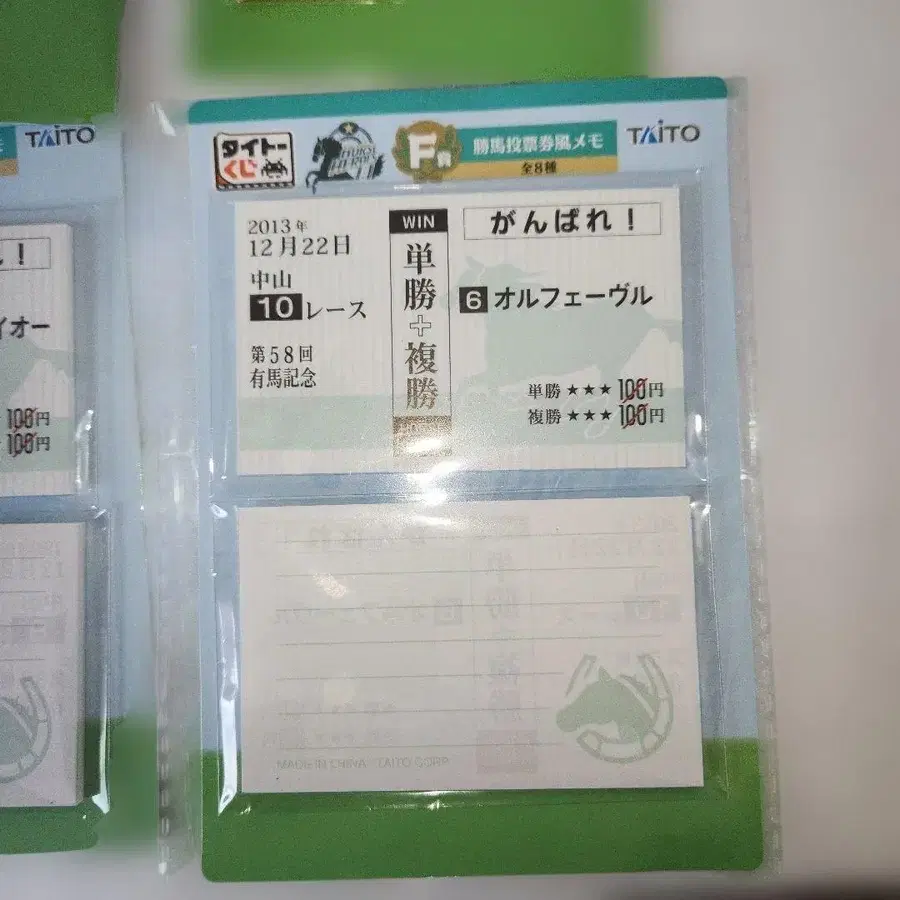 TAITO
タイトー
くじ
F賞
勝馬投票券風メモ
全8種
TAITO
2013年
12月22日
中山
10レース
第58回
有馬記念
WIN
単勝+複勝
がんばれ！
6 オルフェーヴル
単勝★★★100円
複勝★★★100円
！
イオー
100円
100円
MADE IN CHINA TAITO CORP.